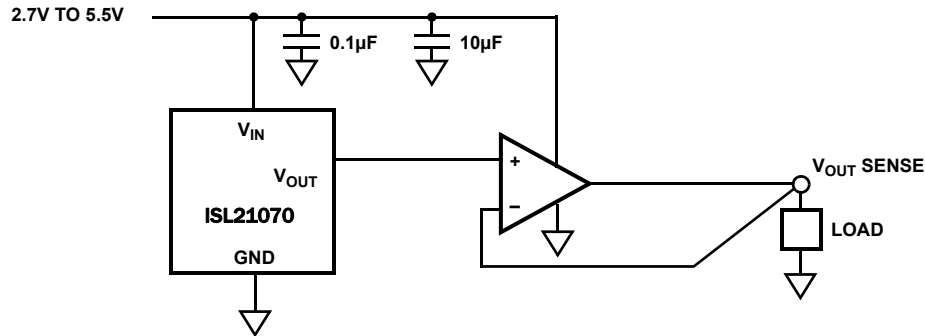 2.7V TO 5.5V
0.1µF
10µF
VIN
VOUT
ISL21070
GND
+
−
VOUT SENSE
LOAD